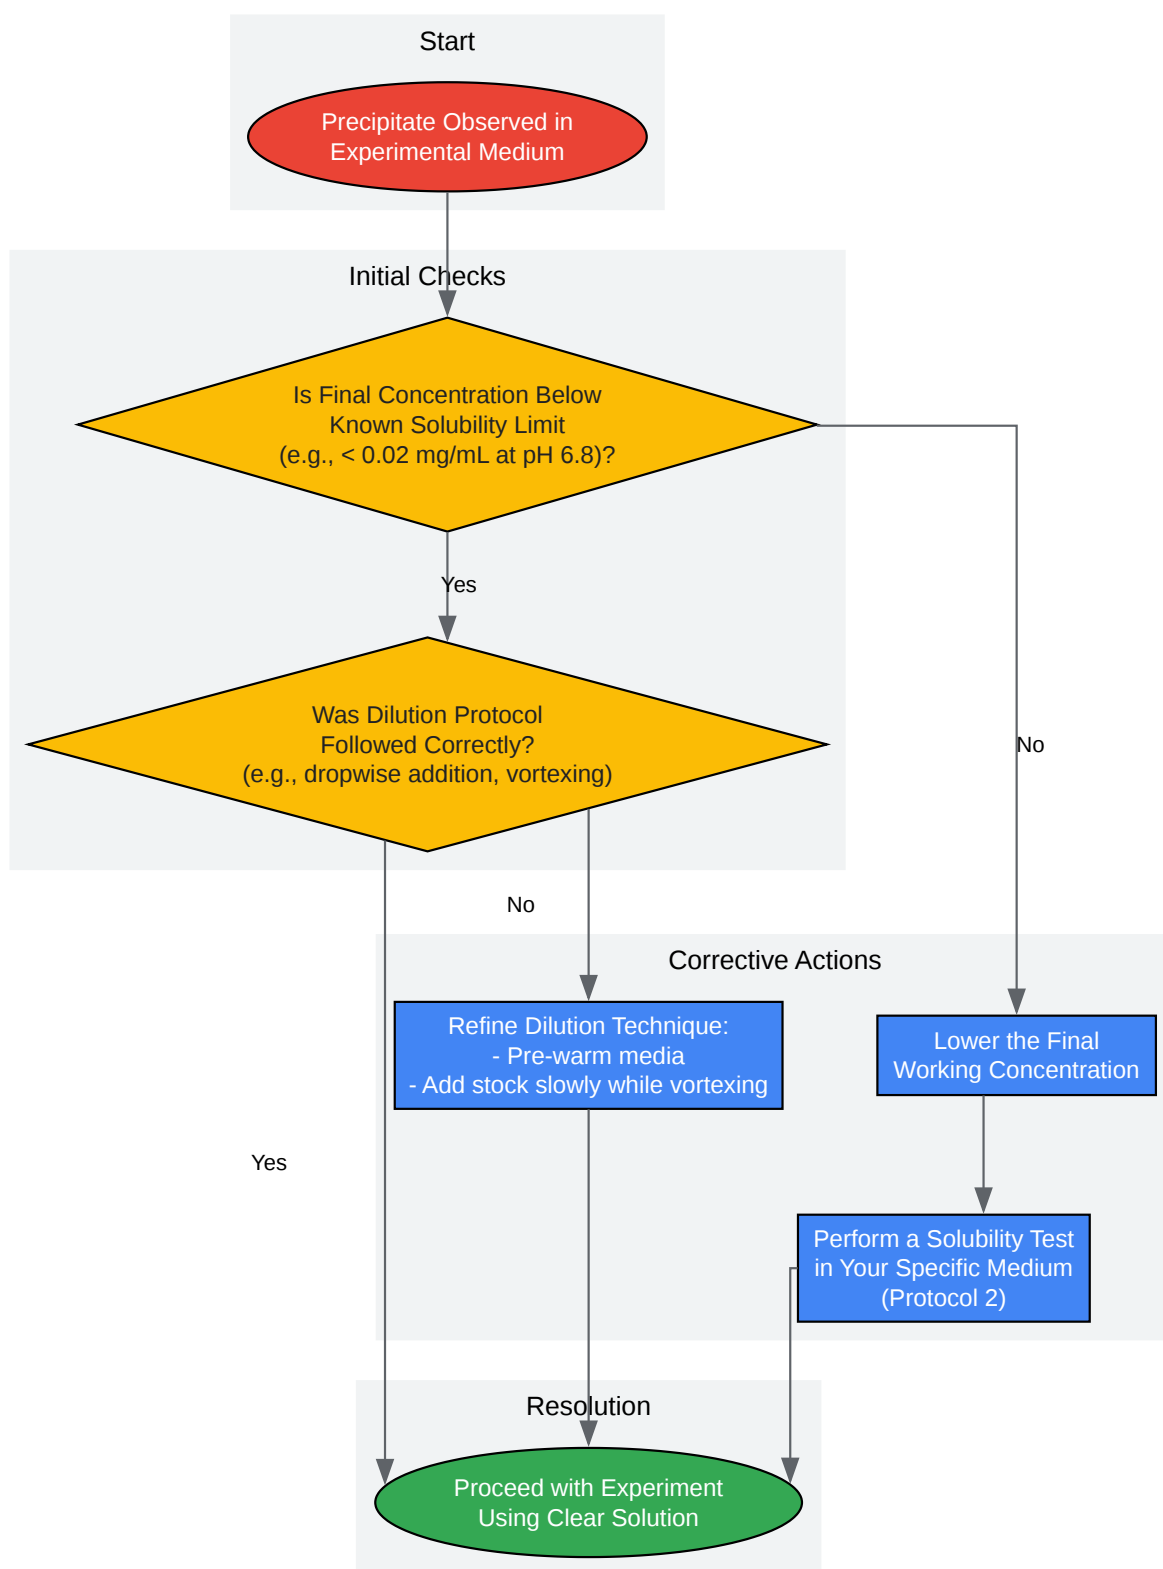 Start
Precipitate Observed in
Experimental Medium
Initial Checks
Is Final Concentration Below
Known Solubility Limit
(e.g., < 0.02 mg/mL at pH 6.8)?
Yes
Was Dilution Protocol
Followed Correctly?
(e.g., dropwise addition, vortexing)
No
No
Corrective Actions
Refine Dilution Technique:
- Pre-warm media
- Add stock slowly while vortexing
Lower the Final
Working Concentration
Yes
Perform a Solubility Test
in Your Specific Medium
(Protocol 2)
Resolution
Proceed with Experiment
Using Clear Solution